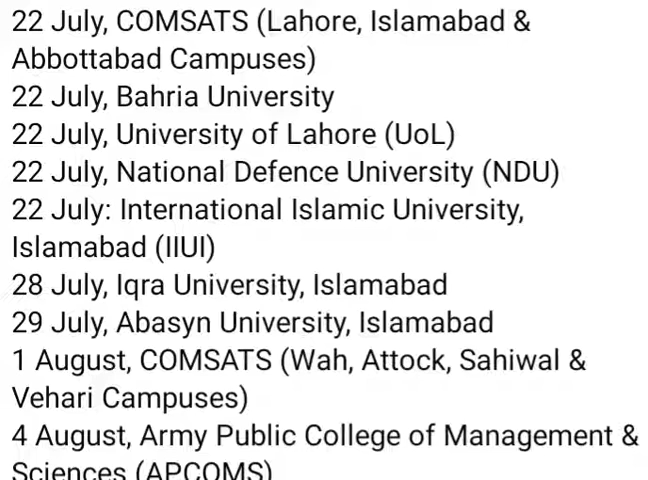 22 July, COMSATS (Lahore, Islamabad &
Abbottabad Campuses)
22 July, Bahria University
22 July, University of Lahore (UoL)
22 July, National Defence University (NDU)
22 July: International Islamic University,
Islamabad (IIUI)
28 July, Iqra University, Islamabad
29 July, Abasyn University, Islamabad
1 August, COMSATS (Wah, Attock, Sahiwal &
Vehari Campuses)
4 August, Army Public College of Management &
Sciences (APCOMS)